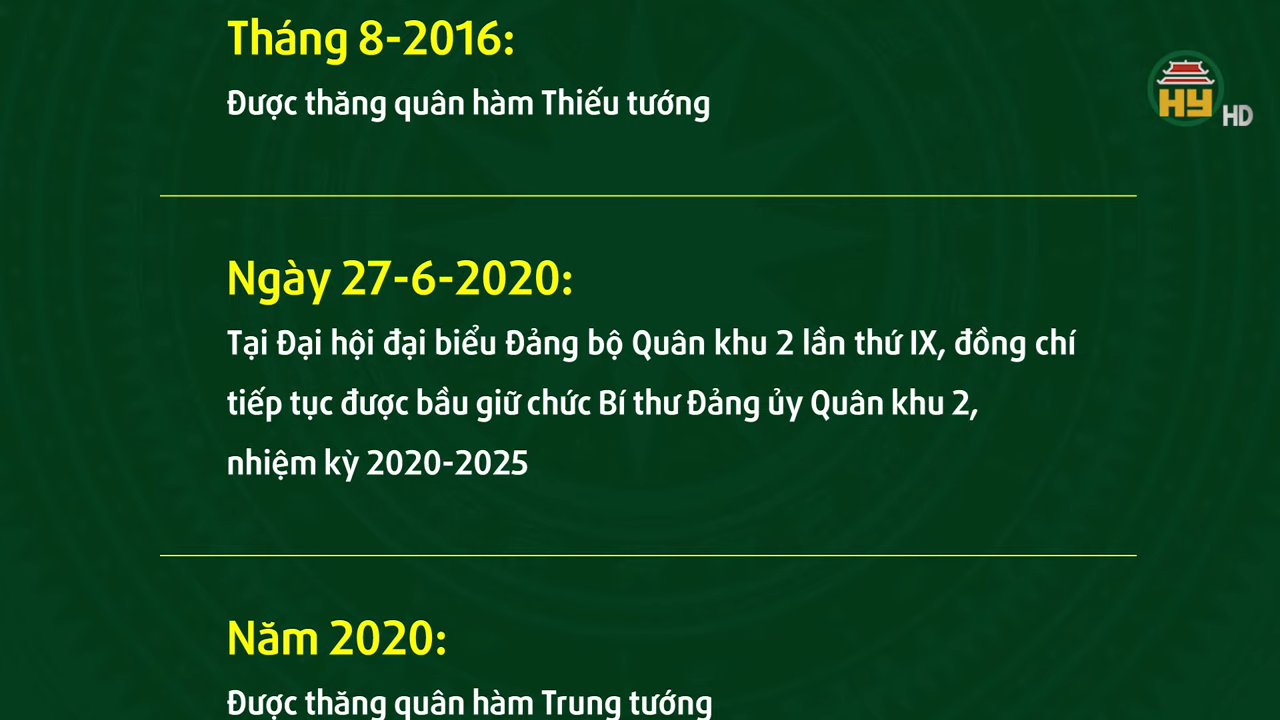 Tháng 8-2016:
Được thăng quân hàm Thiếu tướng
HY HD
Ngày 27-6-2020:
Tại Đại hội đại biểu Đảng bộ Quân khu 2 lần thứ IX, đồng chí
tiếp tục được bầu giữ chức Bí thư Đảng ủy Quân khu 2,
nhiệm kỳ 2020-2025
Năm 2020:
Được thăng quân hàm Trung tướng